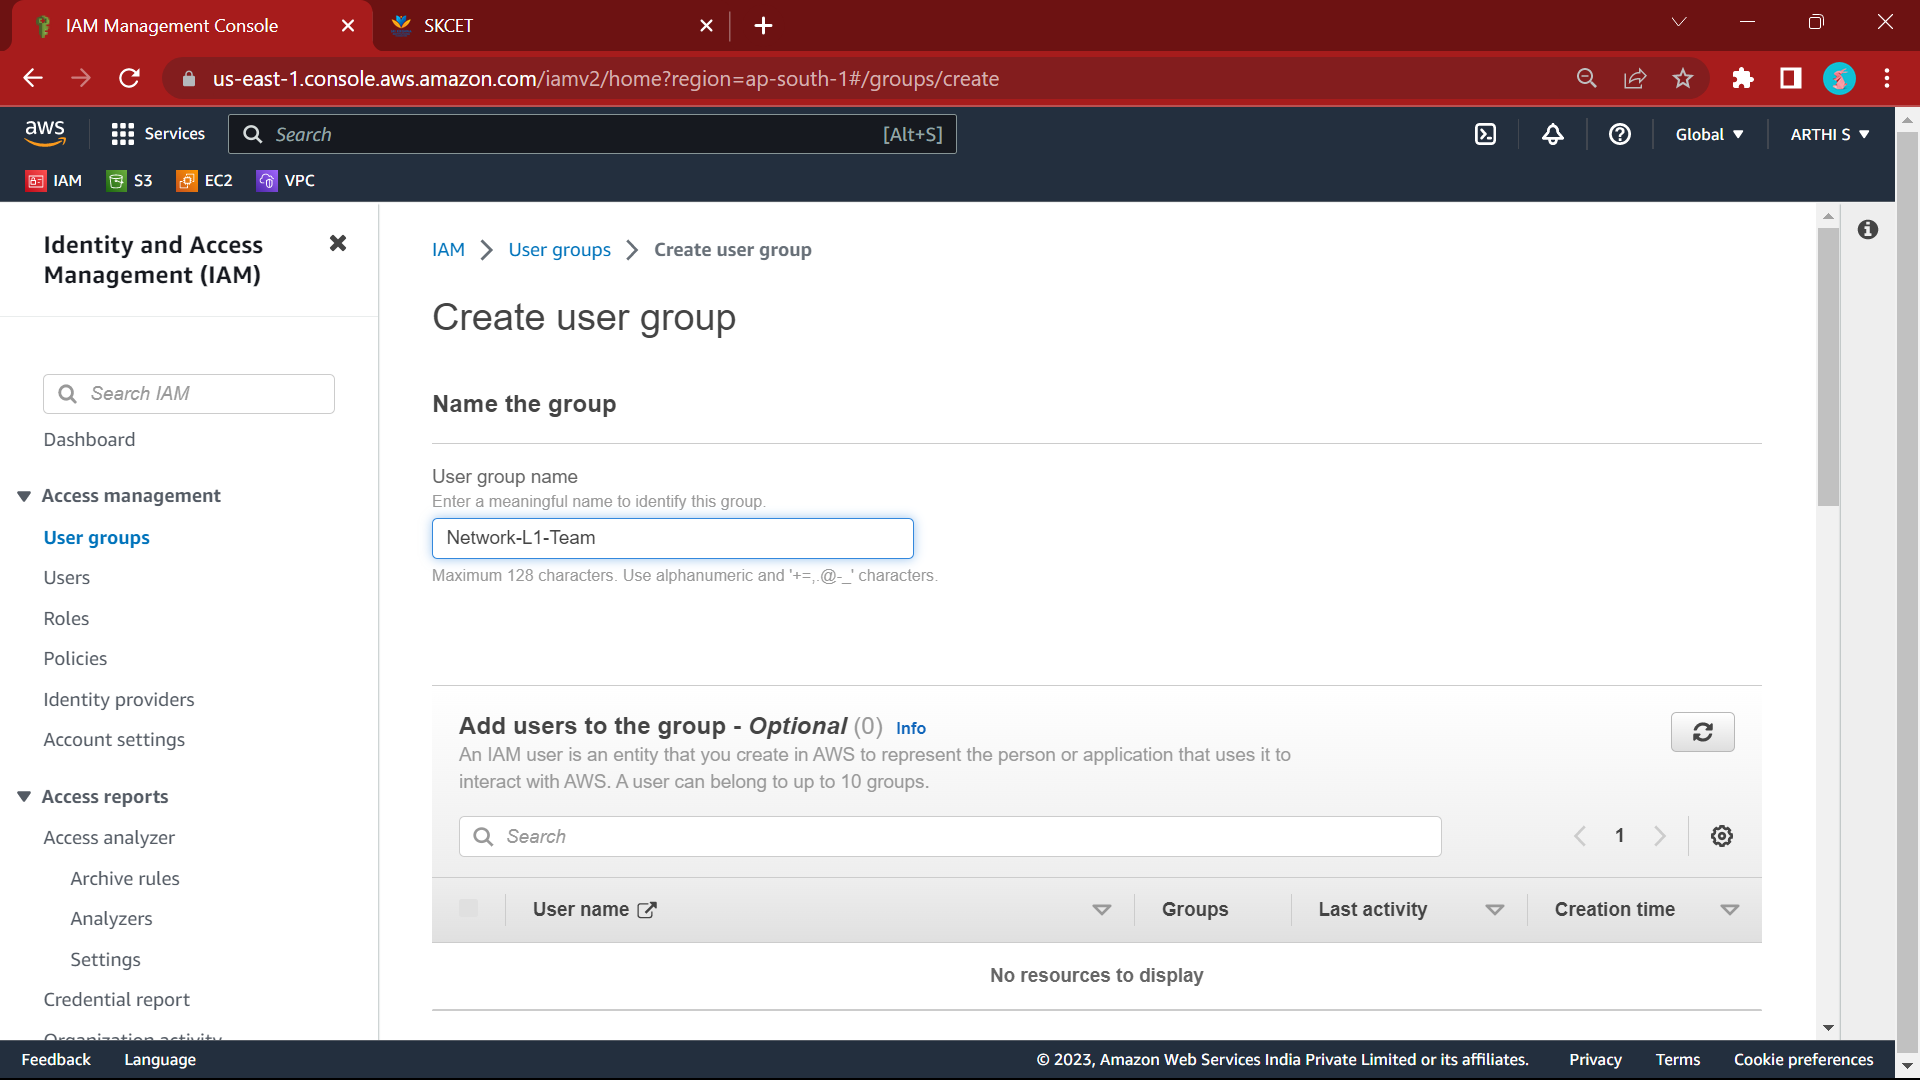 IAM Management Console
SKCET
us-east-1.console.aws.amazon.com/iamv2/home?region=ap-south-1#/groups/create
aws
Services
Search
[Alt+S]
Global
ARTHI S
IAM
S3
EC2
VPC
Identity and Access
Management (IAM)
Search IAM
Dashboard
Access management
User groups
Users
Roles
Policies
Identity providers
Account settings
Access reports
Access analyzer
Archive rules
Analyzers
Settings
Credential report
Organization activity
IAM
User groups
Create user group
Create user group
Name the group
User group name
Enter a meaningful name to identify this group.
Network-L1-Team
Maximum 128 characters. Use alphanumeric and '+=,.@-_' characters.
Add users to the group - Optional (0) Info
An IAM user is an entity that you create in AWS to represent the person or application that uses it to
interact with AWS. A user can belong to up to 10 groups.
Search
1
User name
Groups
Last activity
Creation time
No resources to display
Feedback
Language
© 2023, Amazon Web Services India Private Limited or its affiliates.
Privacy
Terms
Cookie preferences